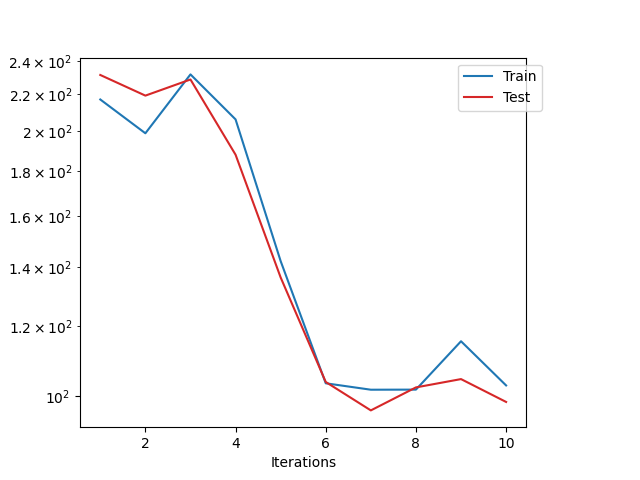 2.4 × 10²
2.2 × 10²
2 × 10²
1.8 × 10²
1.6 × 10²
1.4 × 10²
1.2 × 10²
10²
2 4 6 8 10
Iterations
Train
Test